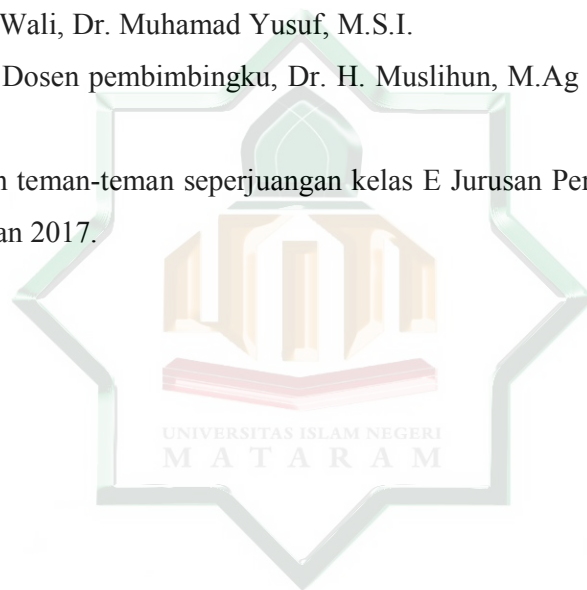 Wali, Dr. Muhamad Yusuf, M.S.I.
Dosen pembimbingku, Dr. H. Muslihun, M.Ag
n teman-teman seperjuangan kelas E Jurusan Per
an 2017.
UNIVERSITAS ISLAM NEGERI
MATARAM